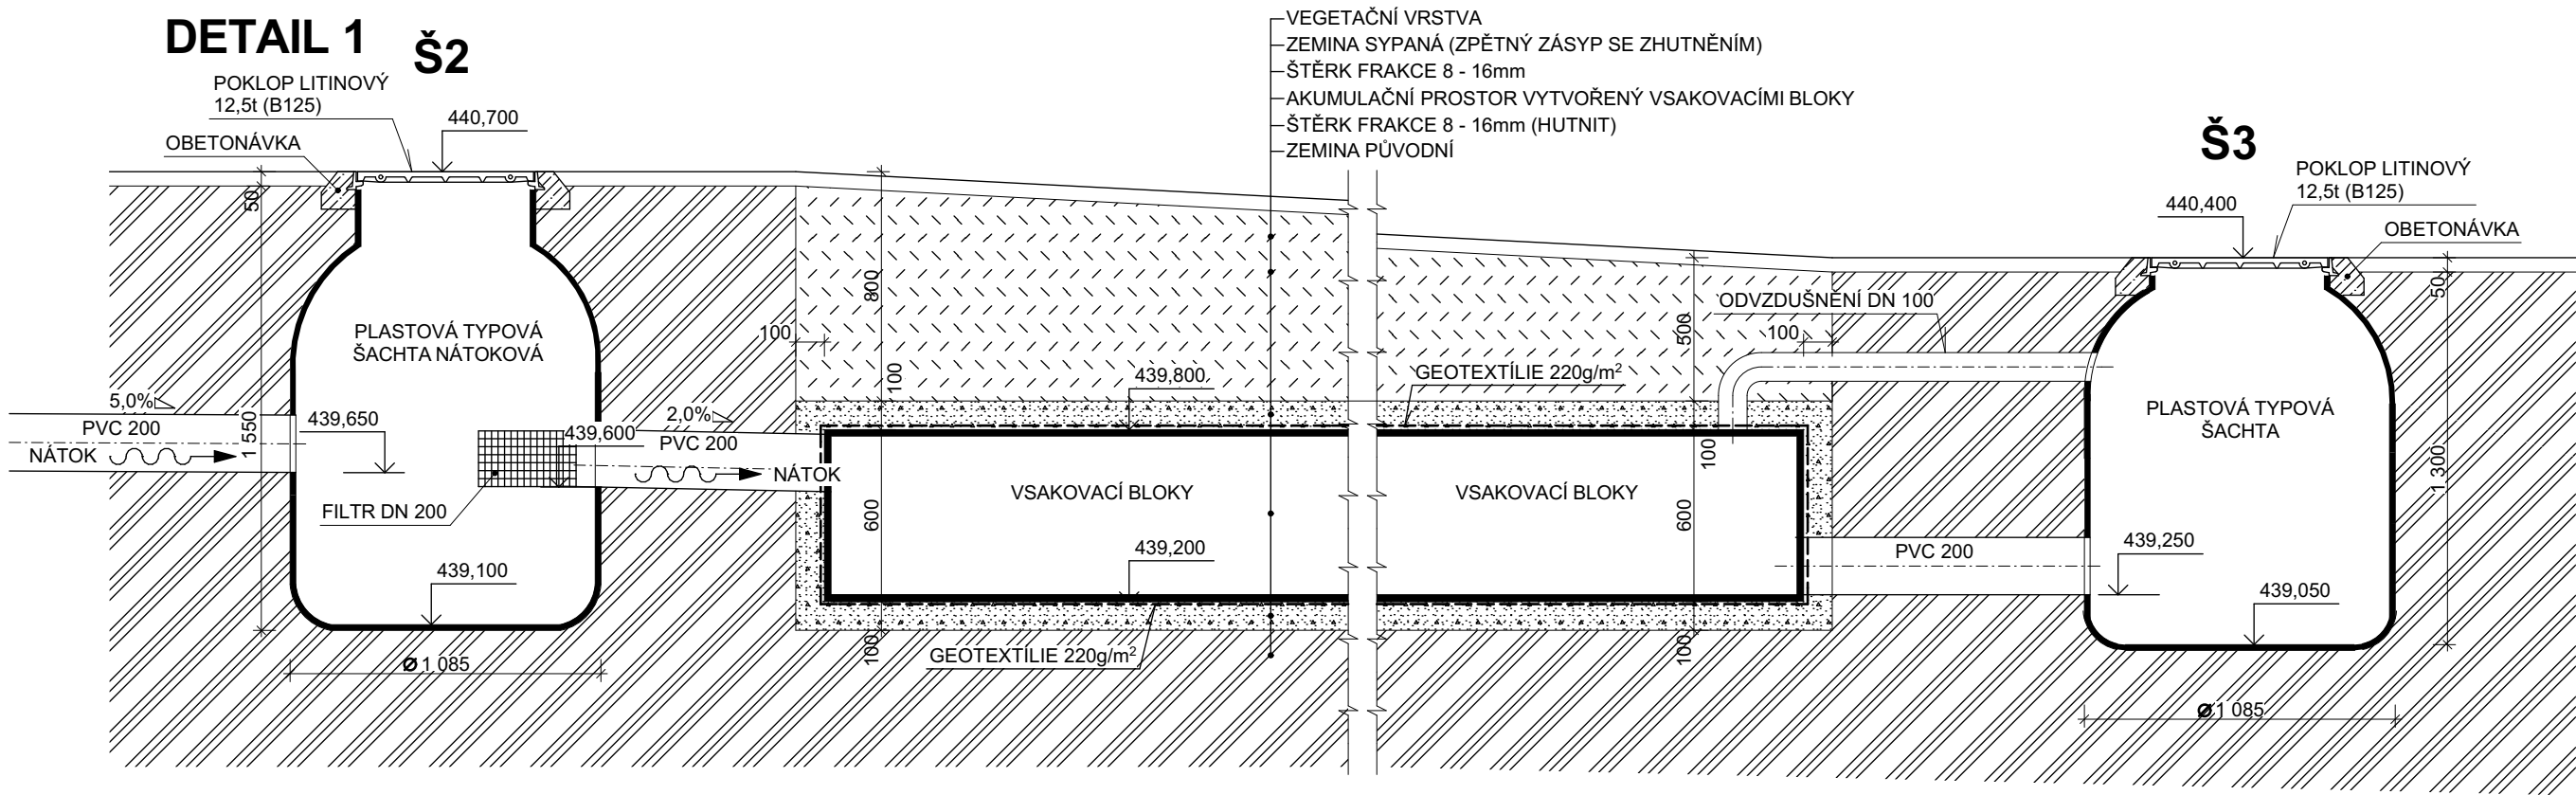 DETAIL 1
Š2
POKLOP LITINOVÝ
12,5t (B125)
OBETONÁVKA
440,700
VEGETAČNÍ VRSTVA
ZEMINA SYPANÁ (ZPĚTNÝ ZÁSYP SE ZHUTNĚNÍM)
ŠTĚRK FRAKCE 8 - 16mm
AKUMULAČNÍ PROSTOR VYTVOŘENÝ VSAKOVACÍMI BLOKY
ŠTĚRK FRAKCE 8 - 16mm (HUTNIT)
ZEMINA PŮVODNÍ
Š3
POKLOP LITINOVÝ
12,5t (B125)
440,400
OBETONÁVKA
50
1 550
PLASTOVÁ TYPOVÁ
ŠACHTA NÁTOKOVÁ
5,0%
PVC 200
NÁTOK
439,650
439,600
2,0%
PVC 200
NÁTOK
FILTR DN 200
439,100
Ø 1 085
100
800
100
600
100
439,800
VSAKOVACÍ BLOKY
439,200
GEOTEXTÍLIE 220g/m²
GEOTEXTÍLIE 220g/m²
VSAKOVACÍ BLOKY
500
100
600
100
100
ODVZDUŠNĚNÍ DN 100
PVC 200
PLASTOVÁ TYPOVÁ
ŠACHTA
439,250
439,050
50
1 300
Ø 1 085